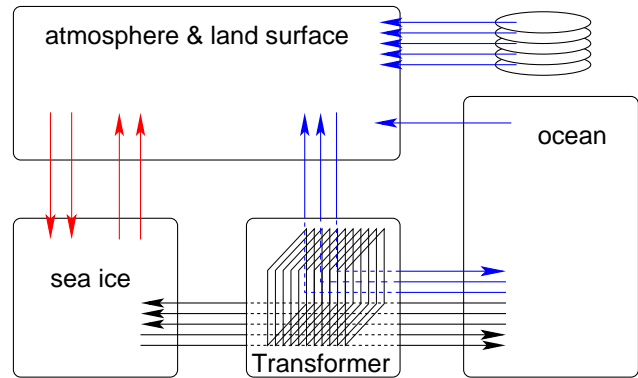 atmosphere & land surface
ocean
sea ice
Transformer